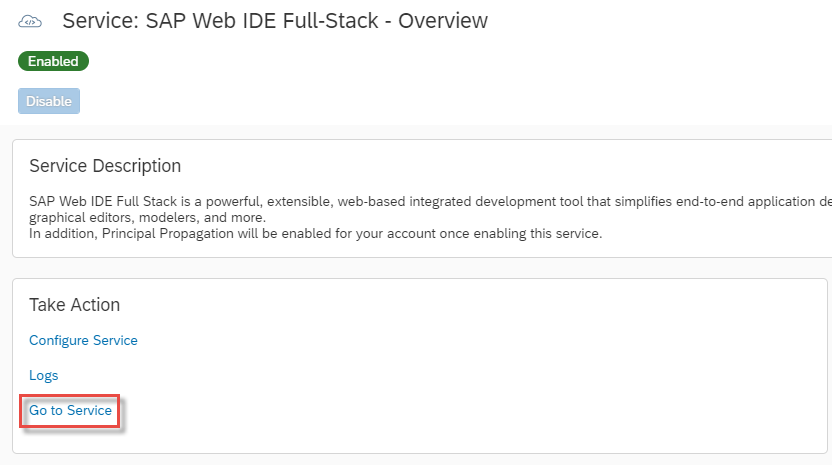 Service: SAP Web IDE Full-Stack - Overview
Enabled
Disable
Service Description
SAP Web IDE Full Stack is a powerful, extensible, web-based integrated development tool that simplifies end-to-end application
graphical editors, modelers, and more.
In addition, Principal Propagation will be enabled for your account once enabling this service.
Take Action
Configure Service
Logs
Go to Service